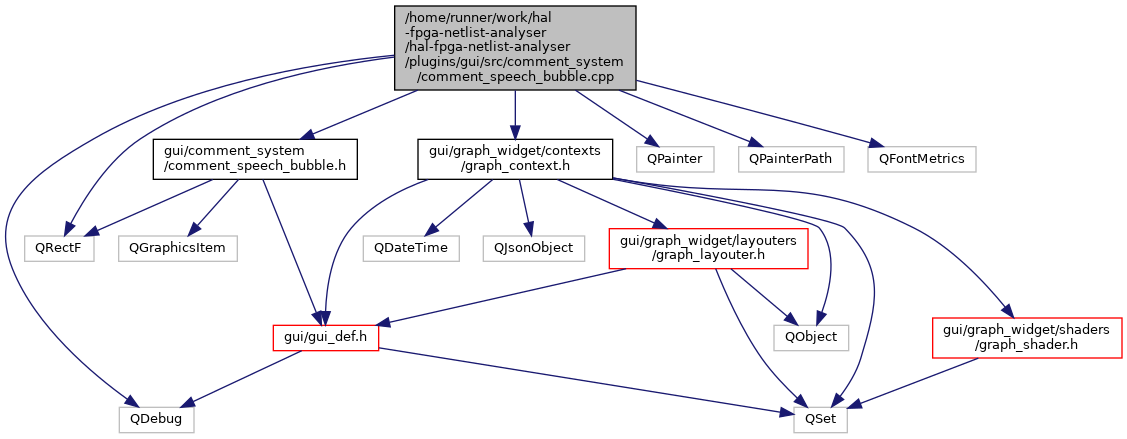 /home/runner/work/hal
-fpga-netlist-analyser
/hal-fpga-netlist-analyser
/plugins/gui/src/comment_system
/comment_speech_bubble.cpp
gui/comment_system
/comment_speech_bubble.h
gui/graph_widget/contexts
/graph_context.h
QPainter
QPainterPath
QFontMetrics
QRectF
QGraphicsItem
QDateTime
QJsonObject
gui/graph_widget/layouters
/graph_layouter.h
gui/gui_def.h
QObject
gui/graph_widget/shaders
/graph_shader.h
QDebug
QSet